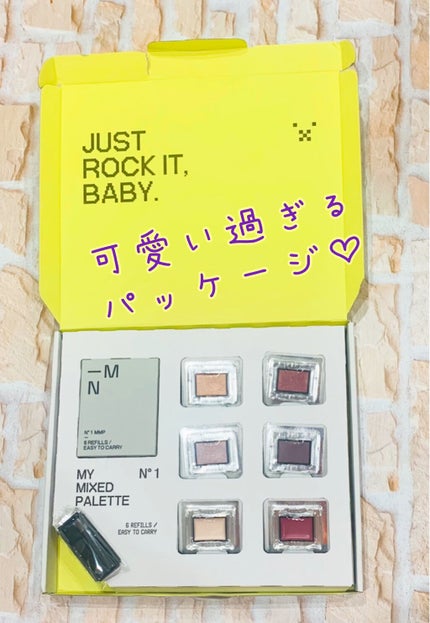 JUST
ROCK IT,
BABY.
可愛い過ぎる
パッケージ♡
—M
N
N° 1 MMP
6 REFILLS /
EASY TO CARRY
MY N° 1
MIXED
PALETTE
6 REFILLS /
EASY TO CARRY